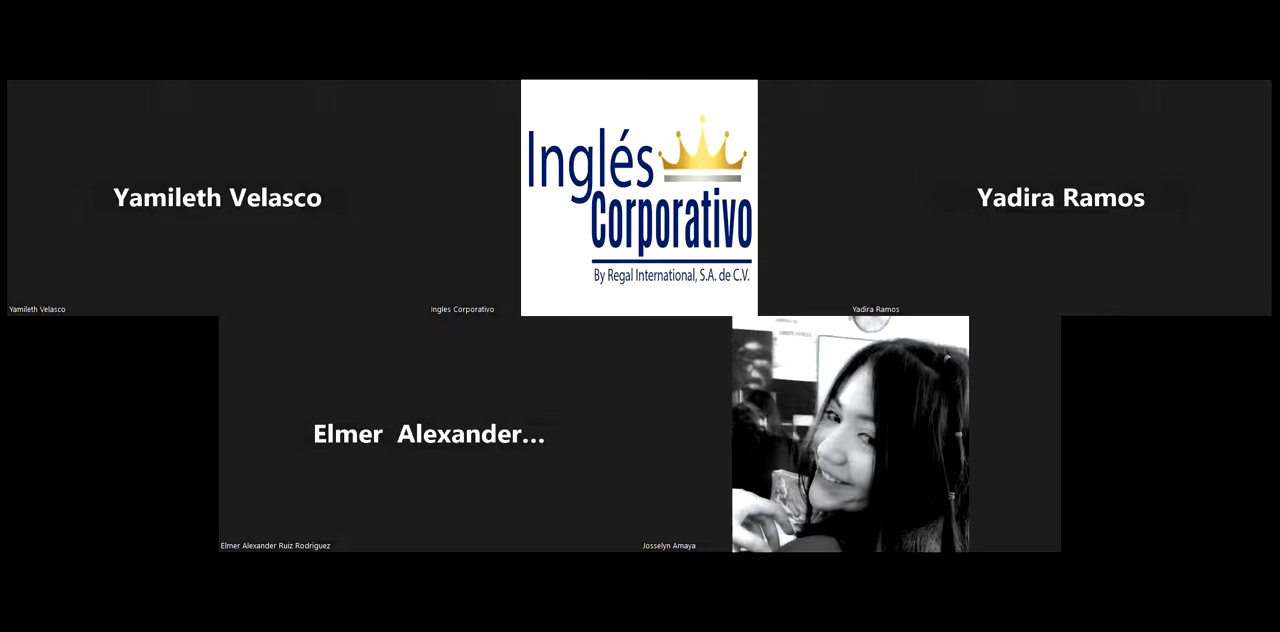 Yamileth Velasco
Inglés
Corporativo
By Regal International, S.A. de C.V.
Yadira Ramos
Yamileth Velasco
Ingles Corporativo
Yadira Ramos
Elmer Alexander...
Elmer Alexander Ruiz Rodriguez
Josselyn Amaya